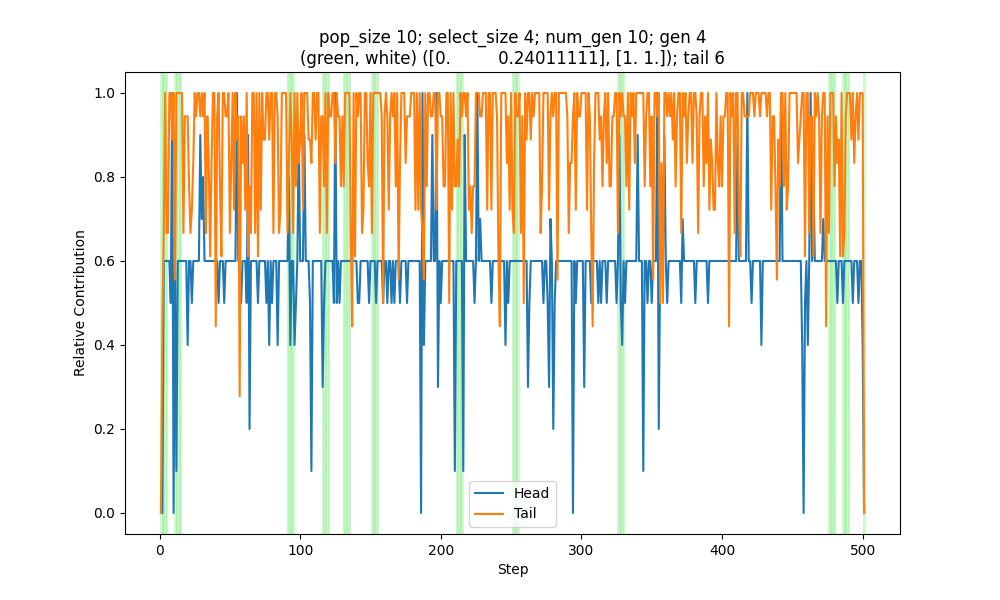 pop_size 10; select_size 4; num_gen 10; gen 4
(green, white) ([0.         0.24011111], [1. 1.]); tail 6
Relative Contribution
1.0
0.8
0.6
0.4
0.2
0.0
Head
Tail
0
100
200
300
400
500
Step